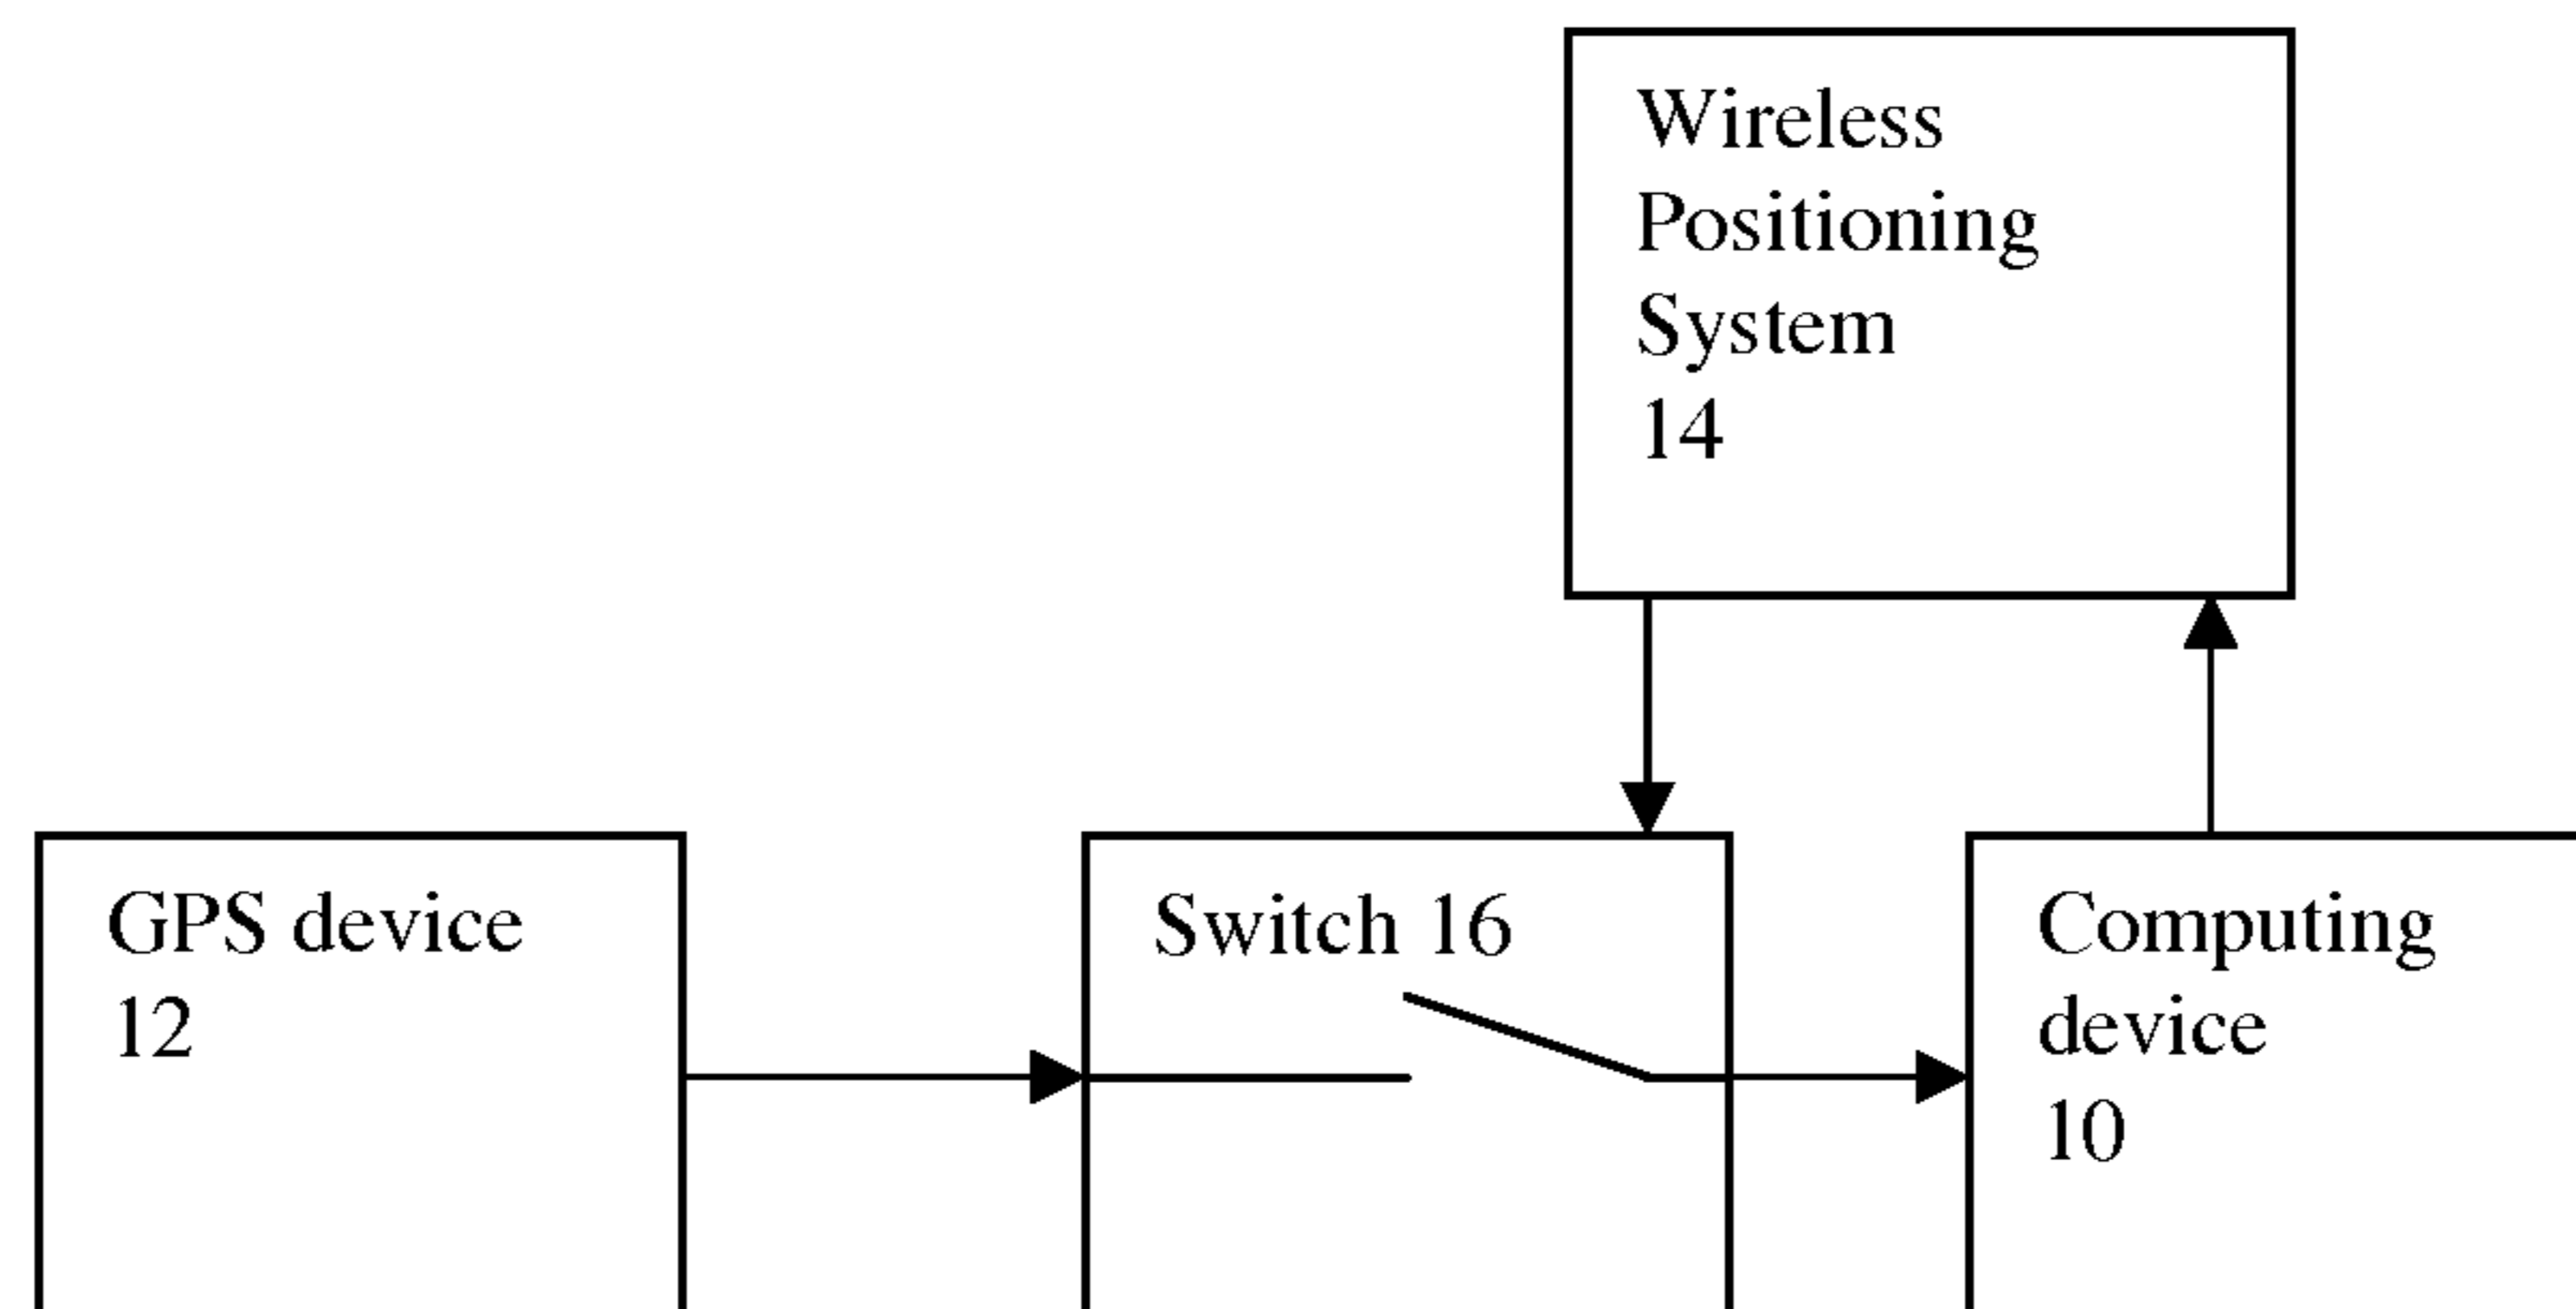 Wireless
Positioning
System
14
GPS device
12
Switch 16
Computing
device
10